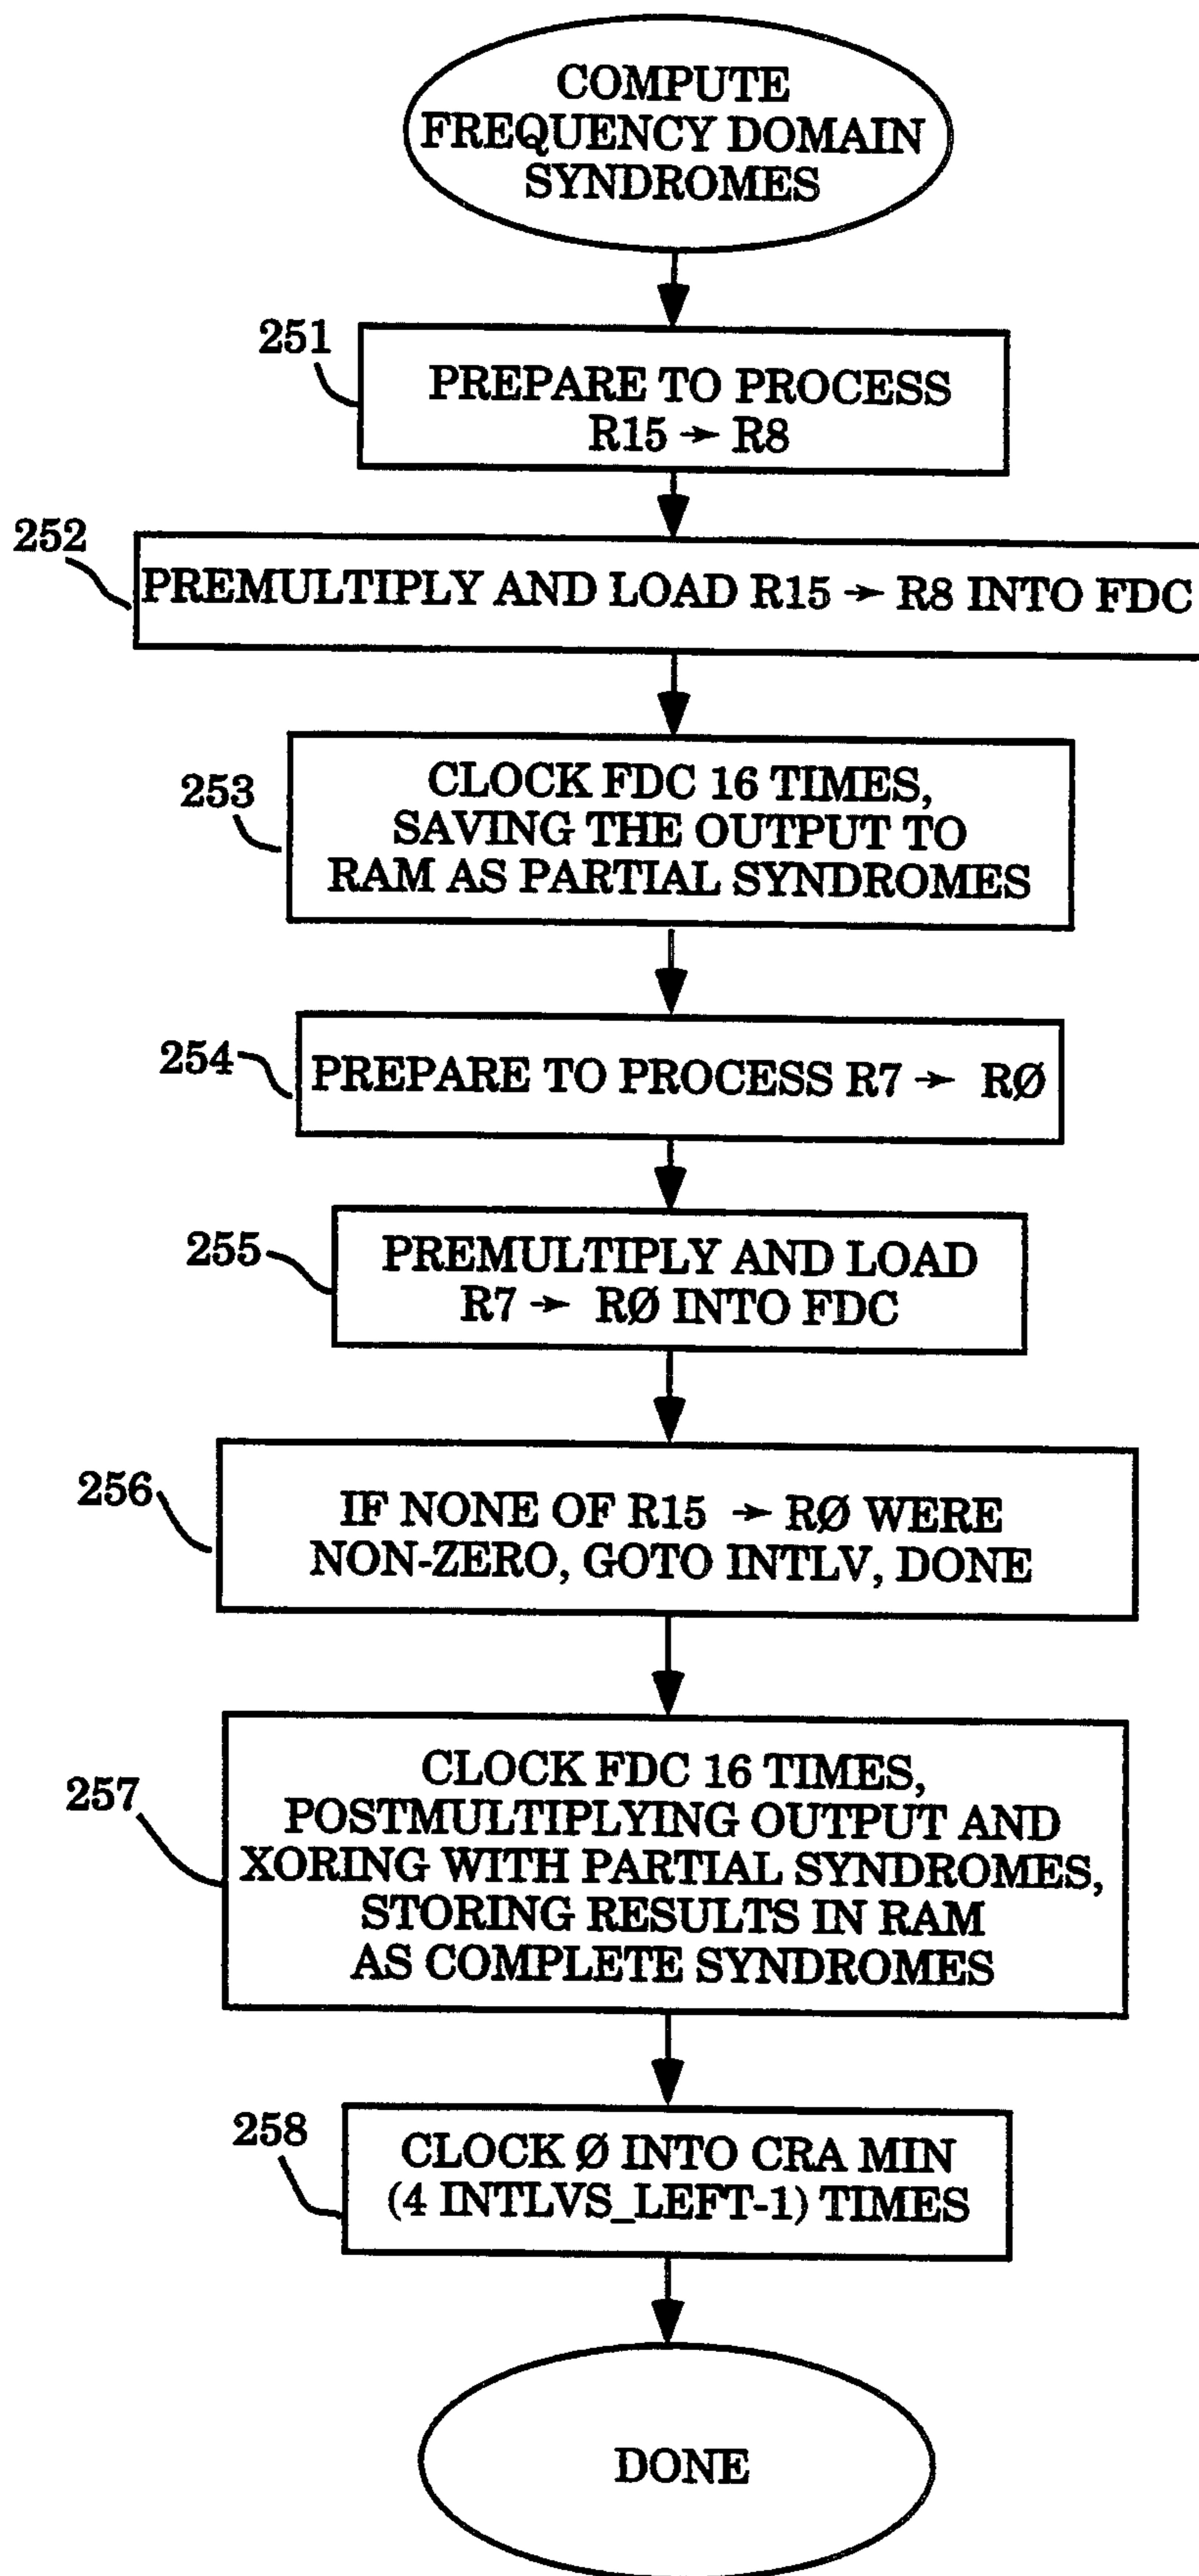 COMPUTE
FREQUENCY DOMAIN
SYNDROMES
251
PREPARE TO PROCESS
R15 → R8
252
PREMULTIPLY AND LOAD R15 → R8 INTO FDC
253
CLOCK FDC 16 TIMES,
SAVING THE OUTPUT TO
RAM AS PARTIAL SYNDROMES
254
PREPARE TO PROCESS R7 → RØ
255
PREMULTIPLY AND LOAD
R7 → RØ INTO FDC
256
IF NONE OF R15 → RØ WERE
NON-ZERO, GOTO INTLV, DONE
257
CLOCK FDC 16 TIMES,
POSTMULTIPLYING OUTPUT AND
XORING WITH PARTIAL SYNDROMES,
STORING RESULTS IN RAM
AS COMPLETE SYNDROMES
258
CLOCK Ø INTO CRA MIN
(4 INTLVS_LEFT-1) TIMES
DONE